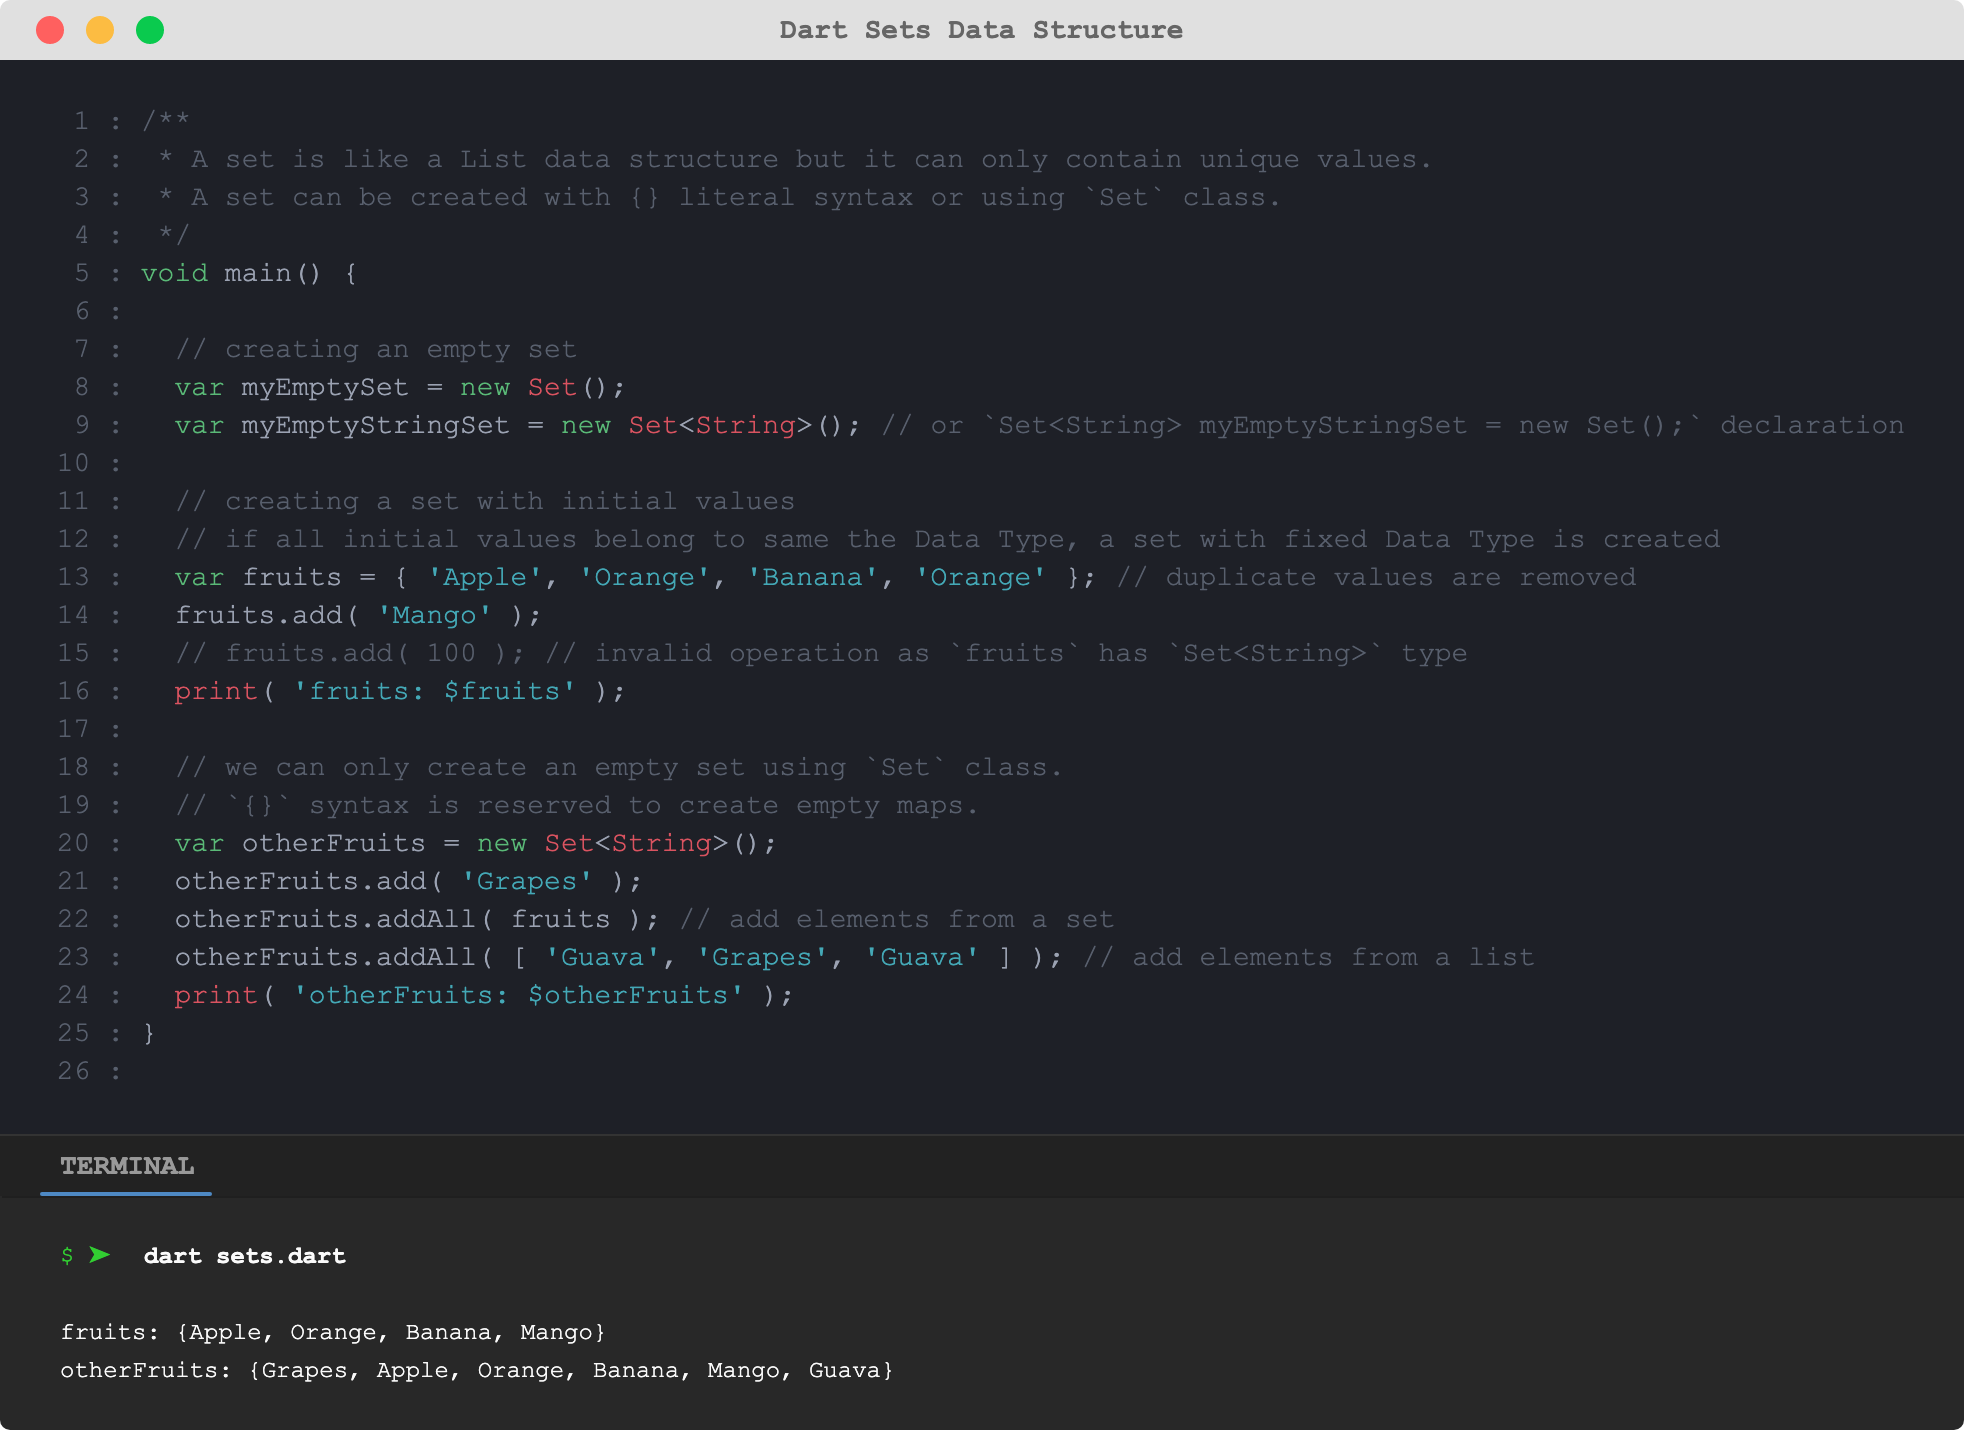 Dart Sets Data Structure
1 : /**
2 :  * A set is like a List data structure but it can only contain unique values.
3 :  * A set can be created with {} literal syntax or using `Set` class.
4 :  */
5 : void main() {
6 :
7 :   // creating an empty set
8 :   var myEmptySet = new Set();
9 :   var myEmptyStringSet = new Set<String>(); // or `Set<String> myEmptyStringSet = new Set();` declaration
10 :
11 :   // creating a set with initial values
12 :   // if all initial values belong to same the Data Type, a set with fixed Data Type is created
13 :   var fruits = { 'Apple', 'Orange', 'Banana', 'Orange' }; // duplicate values are removed
14 :   fruits.add( 'Mango' );
15 :   // fruits.add( 100 ); // invalid operation as `fruits` has `Set<String>` type
16 :   print( 'fruits: $fruits' );
17 :
18 :   // we can only create an empty set using `Set` class.
19 :   // `{}` syntax is reserved to create empty maps.
20 :   var otherFruits = new Set<String>();
21 :   otherFruits.add( 'Grapes' );
22 :   otherFruits.addAll( fruits ); // add elements from a set
23 :   otherFruits.addAll( [ 'Guava', 'Grapes', 'Guava' ] ); // add elements from a list
24 :   print( 'otherFruits: $otherFruits' );
25 : }
26 :
TERMINAL
$ ➤ dart sets.dart
fruits: {Apple, Orange, Banana, Mango}
otherFruits: {Grapes, Apple, Orange, Banana, Mango, Guava}